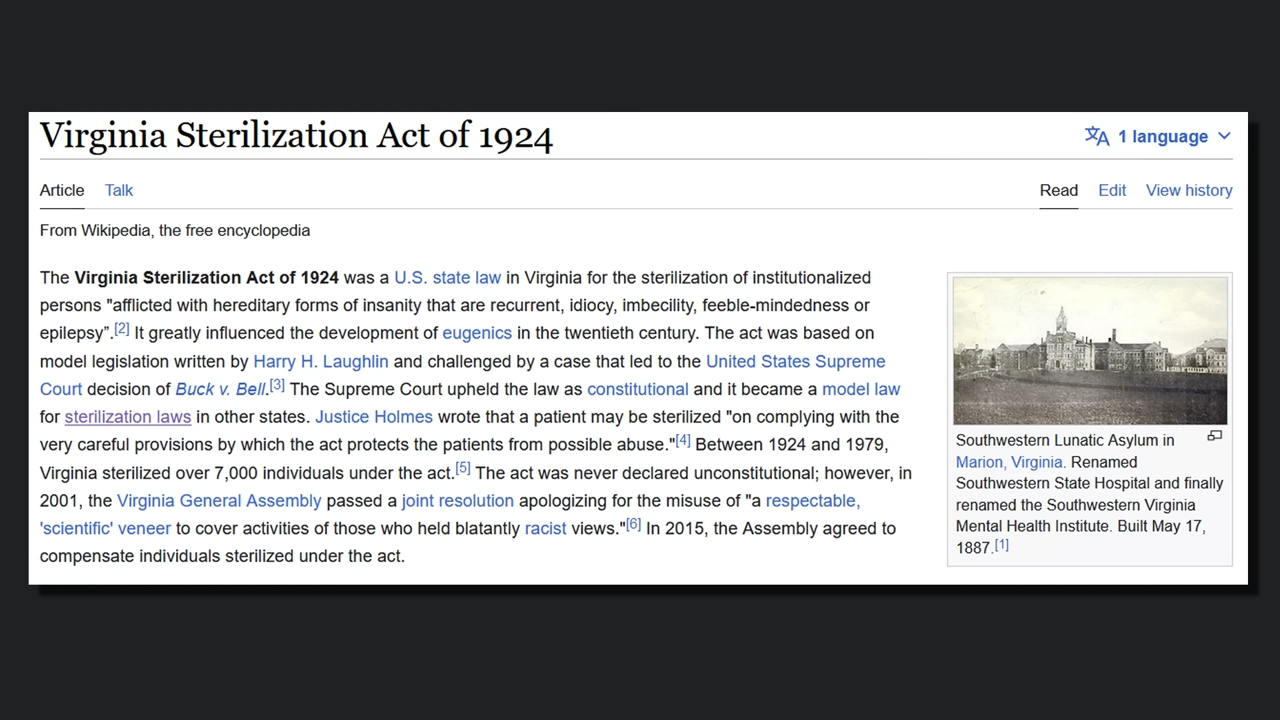 Virginia Sterilization Act of 1924
1 language
Article Talk
Read Edit View history
From Wikipedia, the free encyclopedia
The Virginia Sterilization Act of 1924 was a U.S. state law in Virginia for the sterilization of institutionalized
persons "afflicted with hereditary forms of insanity that are recurrent, idiocy, imbecility, feeble-mindedness or
epilepsy".[2] It greatly influenced the development of eugenics in the twentieth century. The act was based on
model legislation written by Harry H. Laughlin and challenged by a case that led to the United States Supreme
Court decision of Buck v. Bell.[3] The Supreme Court upheld the law as constitutional and it became a model law
for sterilization laws in other states. Justice Holmes wrote that a patient may be sterilized "on complying with the
very careful provisions by which the act protects the patients from possible abuse."[4] Between 1924 and 1979,
Virginia sterilized over 7,000 individuals under the act.[5] The act was never declared unconstitutional; however, in
2001, the Virginia General Assembly passed a joint resolution apologizing for the misuse of "a respectable,
'scientific' veneer to cover activities of those who held blatantly racist views."[6] In 2015, the Assembly agreed to
compensate individuals sterilized under the act.
Southwestern Lunatic Asylum in
Marion, Virginia. Renamed
Southwestern State Hospital and finally
renamed the Southwestern Virginia
Mental Health Institute. Built May 17,
1887.[1]